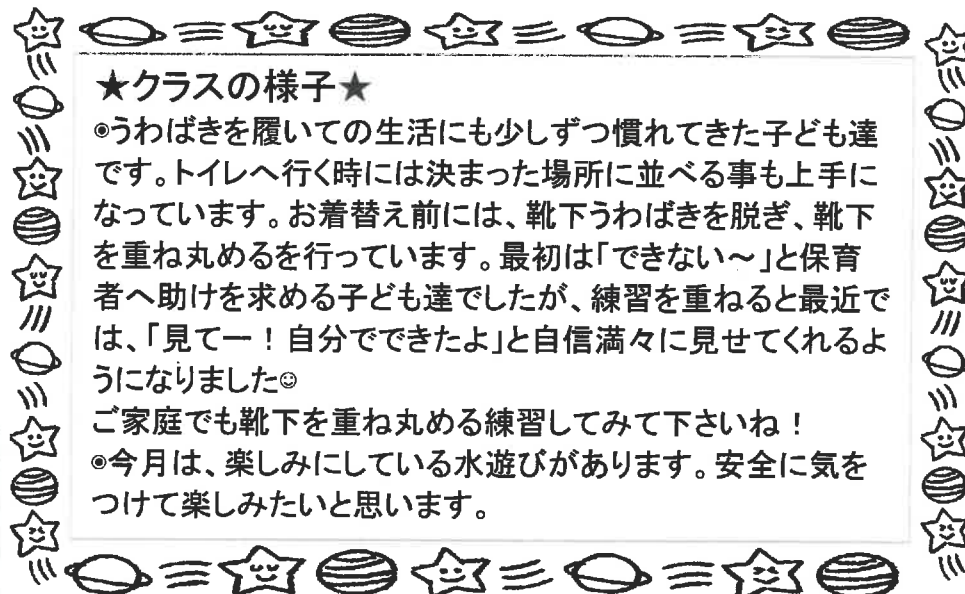 ★クラスの様子★
◉うわばきを履いての生活にも少しずつ慣れてきた子ども達
です。トイレへ行く時には決まった場所に並べる事も上手に
なっています。お着替え前には、靴下うわばきを脱ぎ、靴下
を重ね丸めるを行っています。最初は「できない～」と保育
者へ助けを求める子ども達でしたが、練習を重ねると最近で
は、「見てー！自分でできたよ」と自信満々に見せてくれるよ
うになりました☺
ご家庭でも靴下を重ね丸める練習してみて下さいね！
◉今月は、楽しみにしている水遊びがあります。安全に気を
つけて楽しみたいと思います。